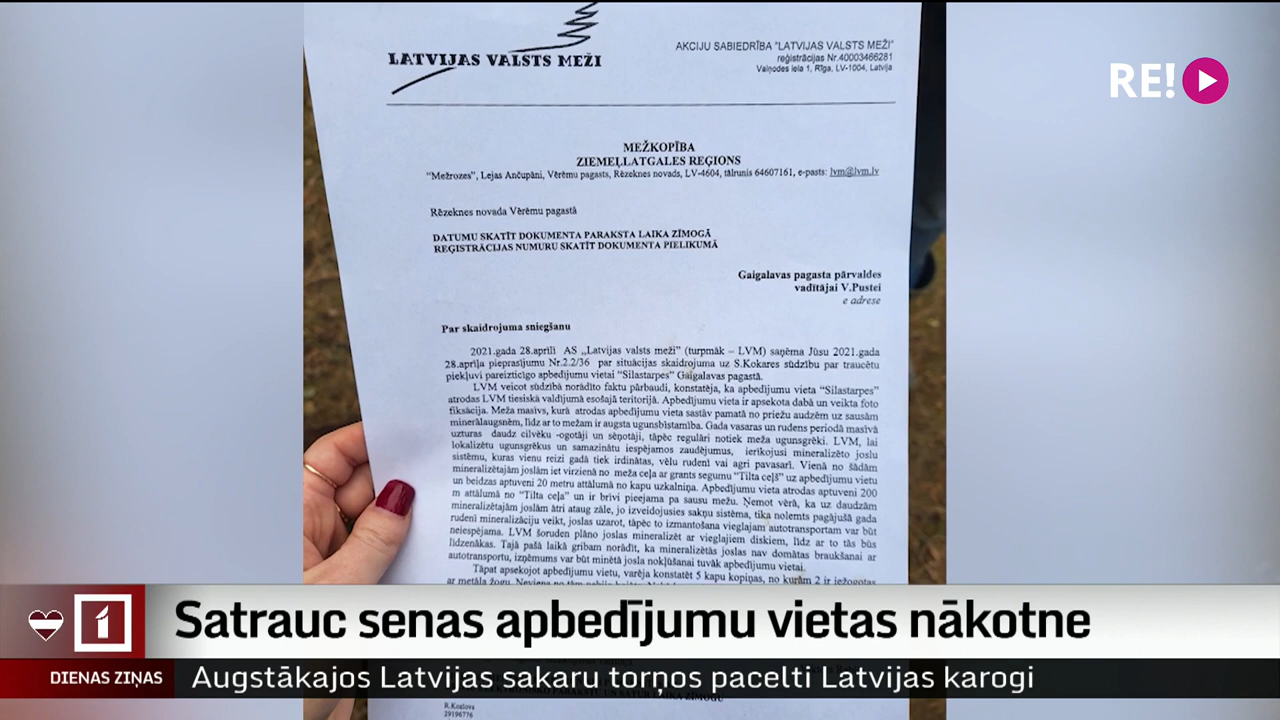 LATVIJAS VALSTS MEŽI
AKCIJU SABIEDRĪBA "LATVIJAS VALSTS MEŽI"
reģistrācijas Nr.40003466281
Vaiņodes iela 1, Rīga, LV-1004, Latvija
RE!
MEŽKOPĪBA
ZIEMEĻLATGALES REĢIONS
"Mežrozes", Lejas Ančupāni, Vērēmu pagasts, Rēzeknes novads, LV-4604, tālrunis 64607161, e-pasts: lvm@lvm.lv
Rēzeknes novada Vērēmu pagastā
DATUMU SKATĪT DOKUMENTA PARAKSTA LAIKA ZĪMOGĀ
REĢISTRĀCIJAS NUMURU SKATĪT DOKUMENTA PIELIKUMĀ
Gaigalavas pagasta pārvaldes
vadītājai V.Pustei
e adrese
Par skaidrojuma sniegšanu
2021.gada 28.aprīlī AS „Latvijas valsts meži" (turpmāk – LVM) saņēma Jūsu 2021.gada
28.aprīļa pieprasījumu Nr.2.2/36 par situācijas skaidrojuma uz S.Kokares sūdzību par traucētu
piekļuvi pareizticīgo apbedījumu vietai "Silastarpes" Gaigalavas pagastā.
LVM veicot sūdzībā norādīto faktu pārbaudi, konstatēja, ka apbedījumu vieta "Silastarpes"
atrodas LVM tiesiskā valdījumā esošajā teritorijā. Apbedījumu vieta ir apsekota dabā un veikta foto
fiksācija. Meža masīvs, kurā atrodas apbedījumu vieta sastāv pamatā no priežu audzēm uz sausām
minerālaugsnēm, līdz ar to mežam ir augsta ugunsbīstamība. Gada vasaras un rudens periodā masīvā
uzturas daudz cilvēku -ogotāji un sēņotāji, tāpēc regulāri notiek meža ugunsgrēki. LVM, lai
lokalizētu ugunsgrēkus un samazinātu iespējamos zaudējumus, ierīkojusi mineralizēto joslu
sistēmu, kuras vienu reizi gadā tiek irdinātas, vēlu rudenī vai agri pavasarī. Vienā no šādām
mineralizētajām joslām iet virzienā no meža ceļa ar grants segumu "Tilta ceļš" uz apbedījumu vietu
un beidzas aptuveni 20 metru attālumā no kapu uzkalniņa. Apbedījumu vieta atrodas aptuveni 200
m attālumā no "Tilta ceļa" un ir brīvi pieejama pa sausu mežu. Ņemot vērā, ka uz daudzām
mineralizētajām joslām ātri ataug zāle, jo izveidojusies sakņu sistēma, tika nolemts pagājušā gada
rudenī mineralizāciju veikt, joslas uzarot, tāpēc to izmantošana vieglajam autotransportam var būt
neiespējama. LVM šoruden plāno joslas mineralizēt ar vieglajiem diskiem, līdz ar to tās būs
līdzenākas. Tajā pašā laikā gribam norādīt, ka mineralizētās joslas nav domātas braukšanai ar
autotransportu, izņēmums var būt minētā josla nokļūšanai tuvāk apbedījumu vietai.
Tāpat apsekojot apbedījumu vietu, varēja konstatēt 5 kapu kopiņas, no kurām 2 ir iežogotas
ar metāla žogu.
1
Satrauc senas apbedījumu vietas nākotne
DIENAS ZIŅAS
Augstākajos Latvijas sakaru torņos pacelti Latvijas karogi
R.Kozlova
29196776